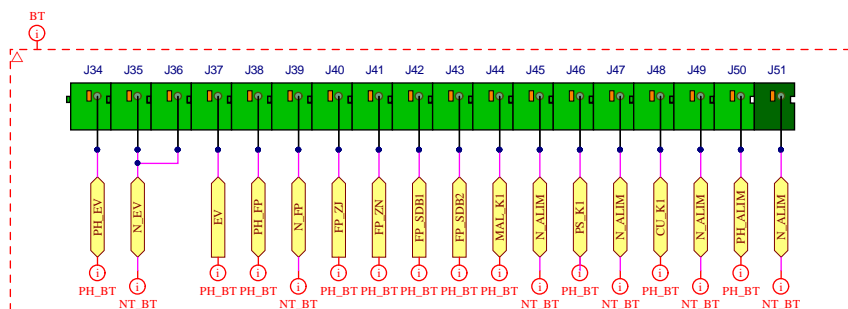 BT
i
J34 J35 J36 J37 J38 J39 J40 J41 J42 J43 J44 J45 J46 J47 J48 J49 J50 J51
PH_EV N_EV EV PH_FP N_FP FP_ZJ FP_ZN FP_SDB1 FP_SDB2 MAL_K1 N_ALIM PS_K1 N_ALIM CU_K1 N_ALIM PH_ALIM N_ALIM
i i i i i i i i i i i i i i i i i
PH_BT PH_BT PH_BT PH_BT PH_BT PH_BT PH_BT PH_BT PH_BT PH_BT PH_BT
NT_BT NT_BT NT_BT NT_BT NT_BT NT_BT